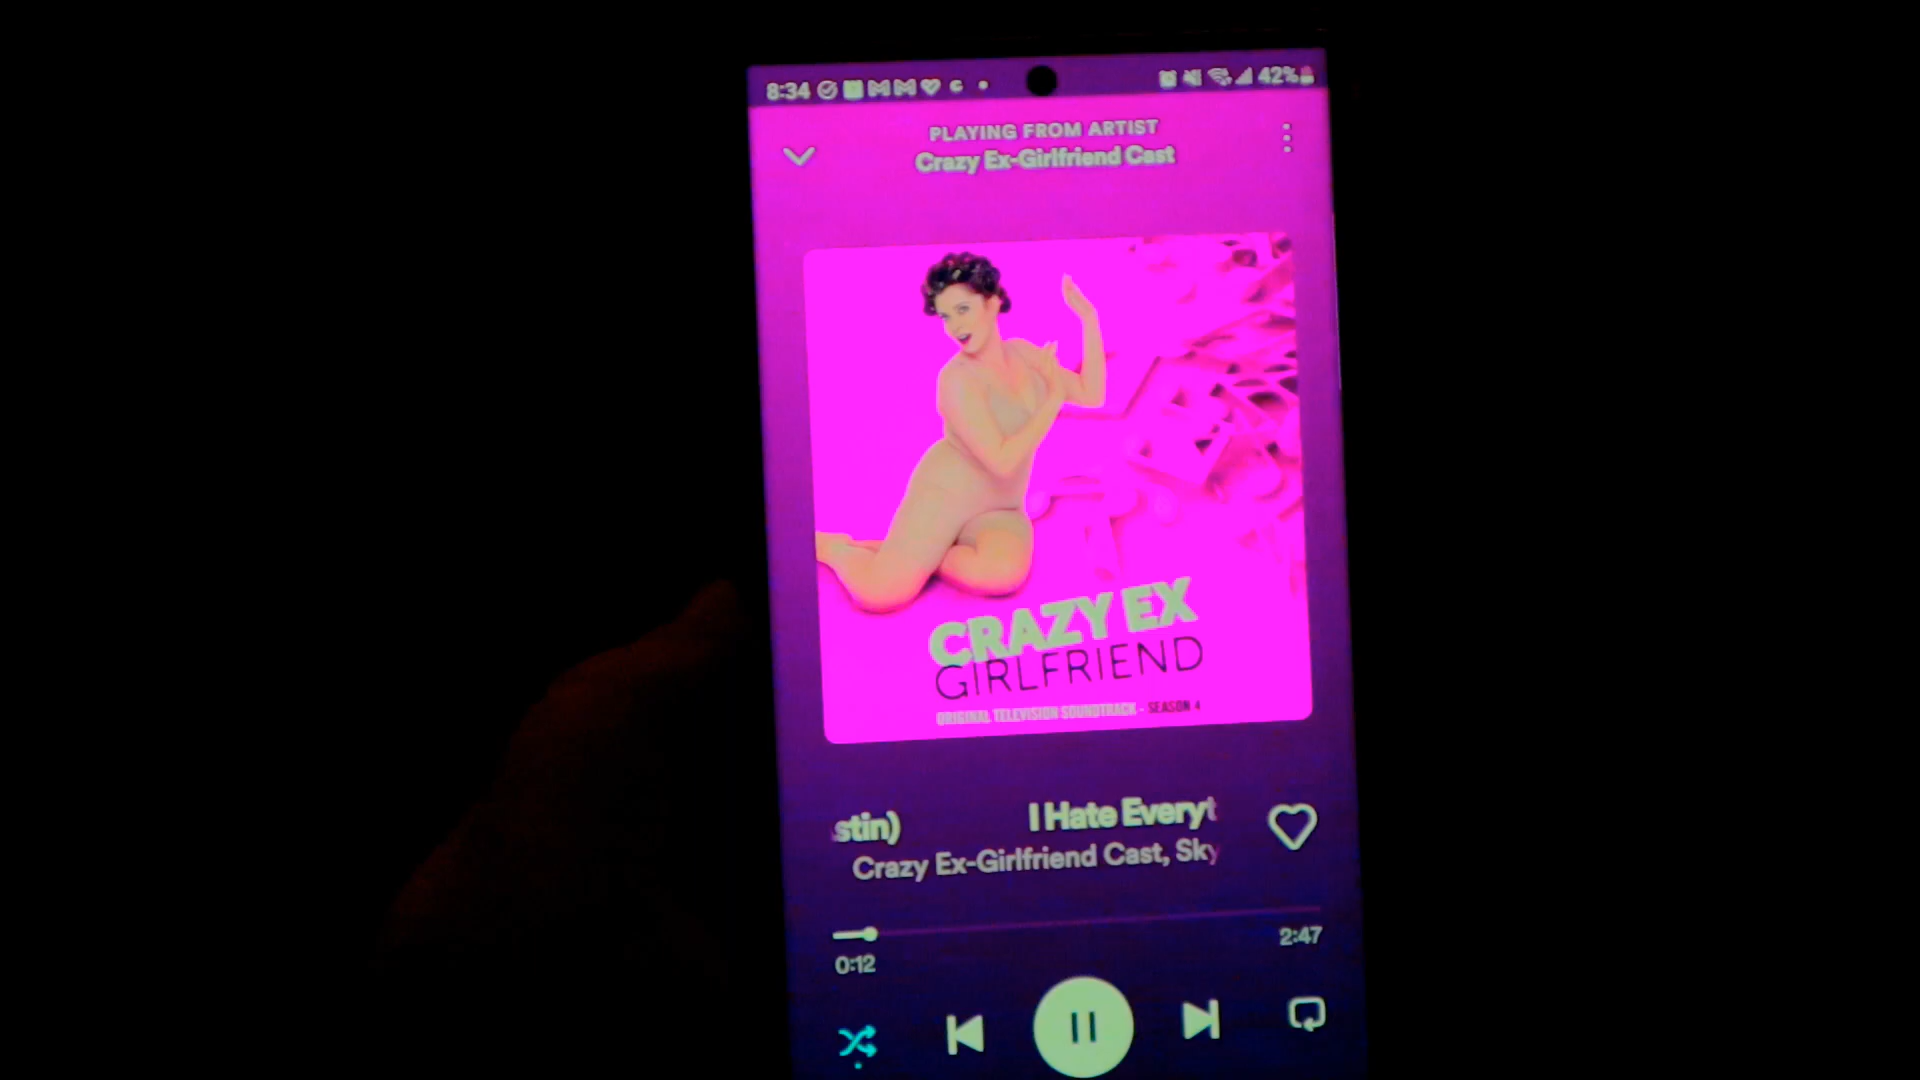 8:34 42%
PLAYING FROM ARTIST
Crazy Ex-Girlfriend Cast
CRAZY EX
GIRLFRIEND
ORIGINAL TELEVISION SOUNDTRACK - SEASON 4
stin) I Hate Everyt
Crazy Ex-Girlfriend Cast, Sky
0:12 2:47